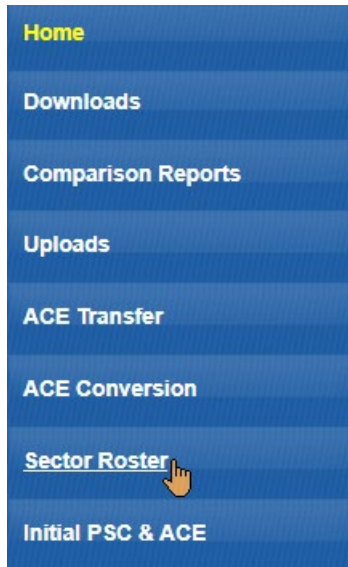 Home
Downloads
Comparison Reports
Uploads
ACE Transfer
ACE Conversion
Sector Roster
Initial PSC & ACE